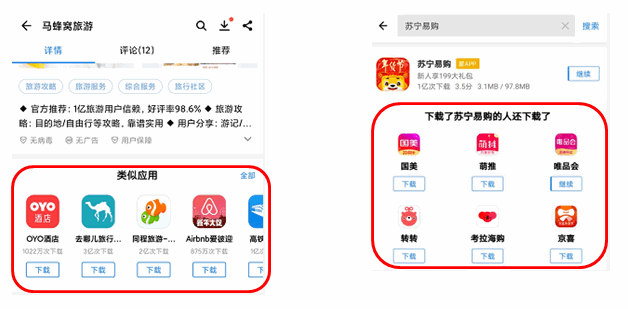 马蜂窝旅游
详情 评论(12) 推荐
旅游攻略 旅游服务 综合服务 旅行社区
◆ 官方推荐：1亿旅游用户信赖, 好评率98.6% ◆ 旅游攻
略：目的地/自由行等攻略, 靠谱实用 ◆ 用户分享：游记/...
无病毒 无广告 用户保障
类似应用 全部
OYO
酒店
OYO酒店 去哪儿旅行... 同程旅游-... Airbnb爱彼迎 高铁
1022万次下载 3亿次下载 2亿次下载 875万次下载 1亿次
下载 下载 下载 下载
苏宁易购 搜索
年货节
苏宁易购
新人享199大礼包
1亿次下载 3.5分 3.1MB / 97.8MB
继续
下载了苏宁易购的人还下载了
国美 萌推 唯品会
国美 萌推 唯品会
下载 下载 继续
转转 考拉海购 京喜
下载 下载 下载